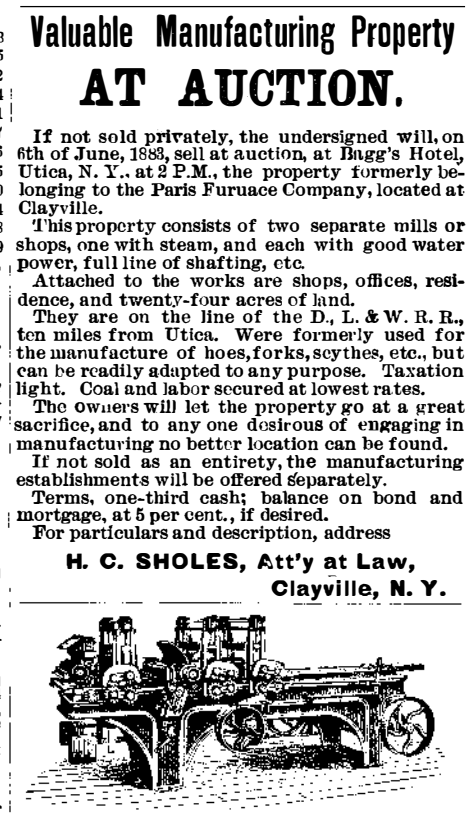 Valuable Manufacturing Property
AT AUCTION.
If not sold privately, the undersigned will, on
6th of June, 1883, sell at auction, at Bagg's Hotel,
Utica, N. Y., at 2 P.M., the property formerly be-
longing to the Paris Furuace Company, located at
Clayville.
This property consists of two separate mills or
shops, one with steam, and each with good water
power, full line of shafting, etc.
Attached to the works are shops, offices, resi-
dence, and twenty-four acres of land.
They are on the line of the D., L. & W. R. R.,
ten miles from Utica. Were formerly used for
the manufacture of hoes, forks, scythes, etc., but
can be readily adapted to any purpose. Taxation
light. Coal and labor secured at lowest rates.
The owners will let the property go at a great
sacrifice, and to any one desirous of engaging in
manufacturing no better location can be found.
If not sold as an entirety, the manufacturing
establishments will be offered separately.
Terms, one-third cash; balance on bond and
mortgage, at 5 per cent., if desired.
For particulars and description, address
H. C. SHOLES, Att'y at Law,
Clayville, N. Y.